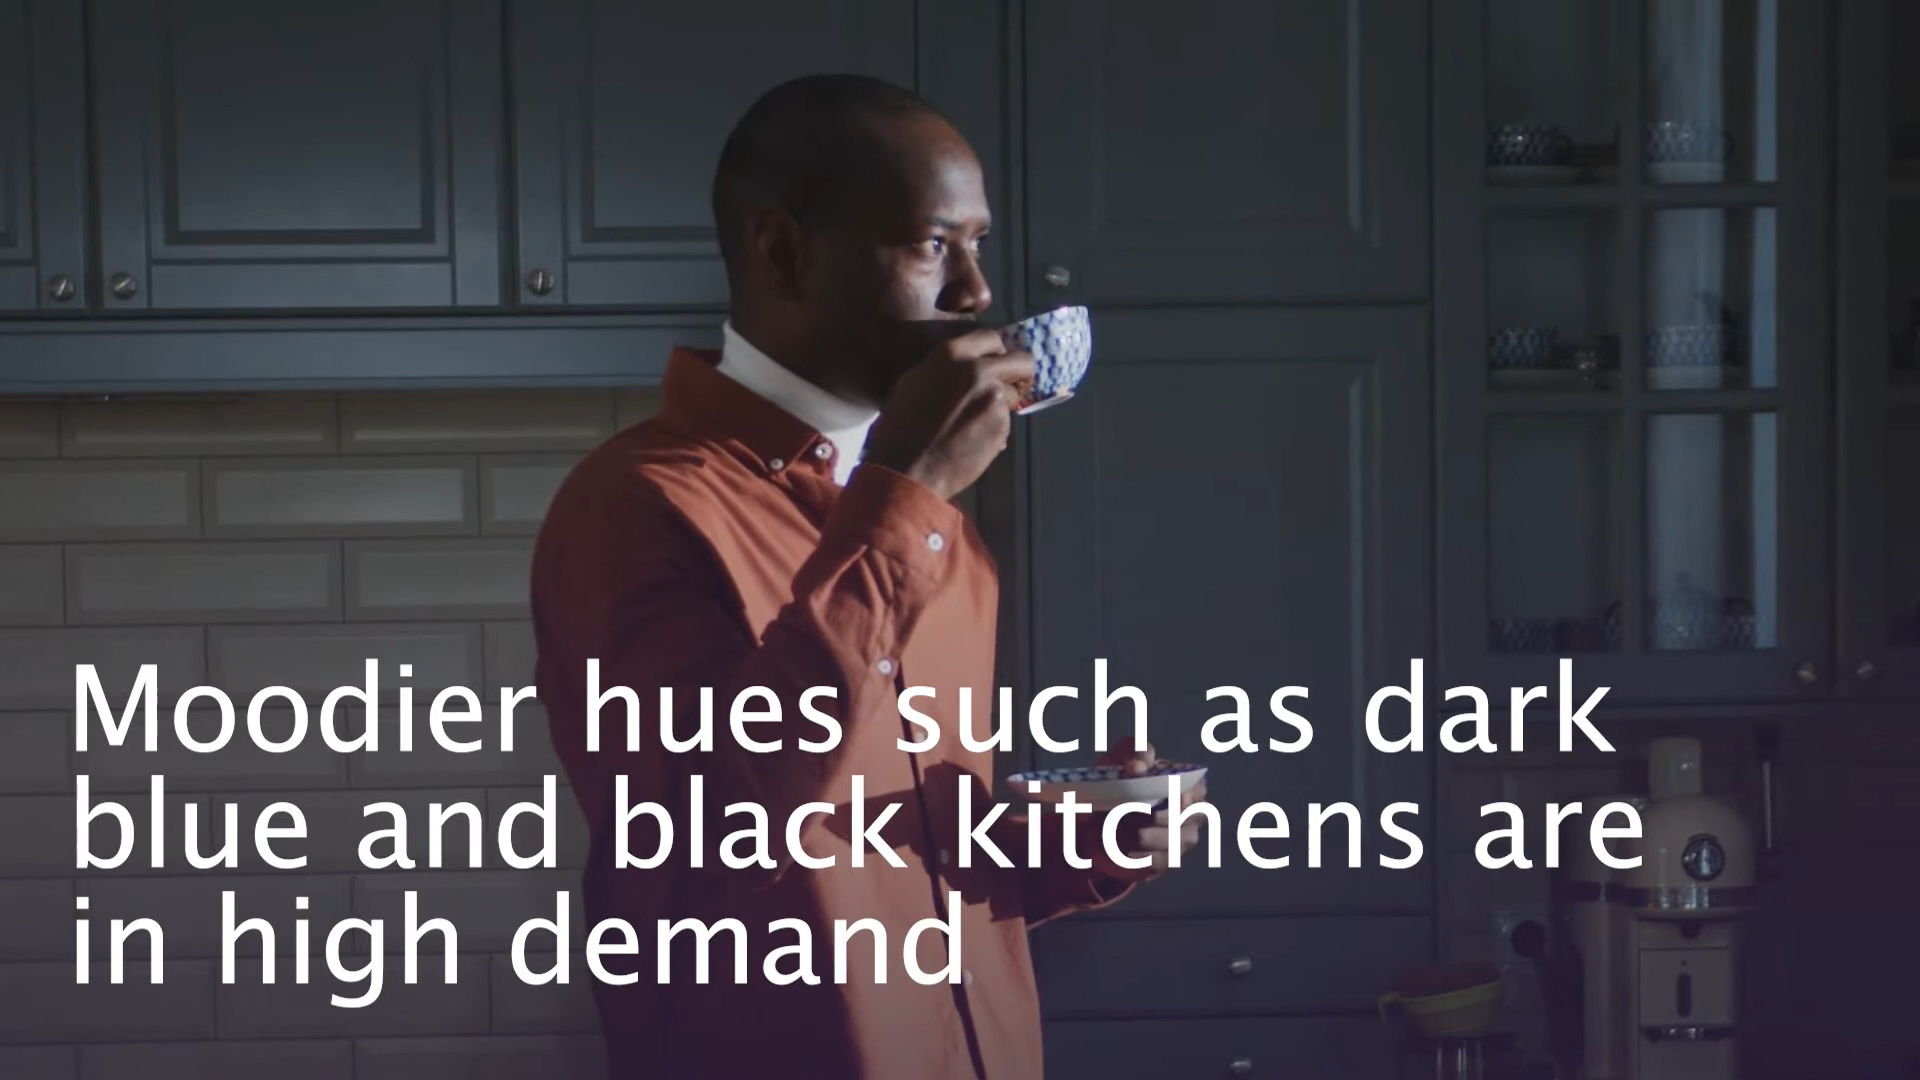 Moodier hues such as dark
blue and black kitchens are
in high demand